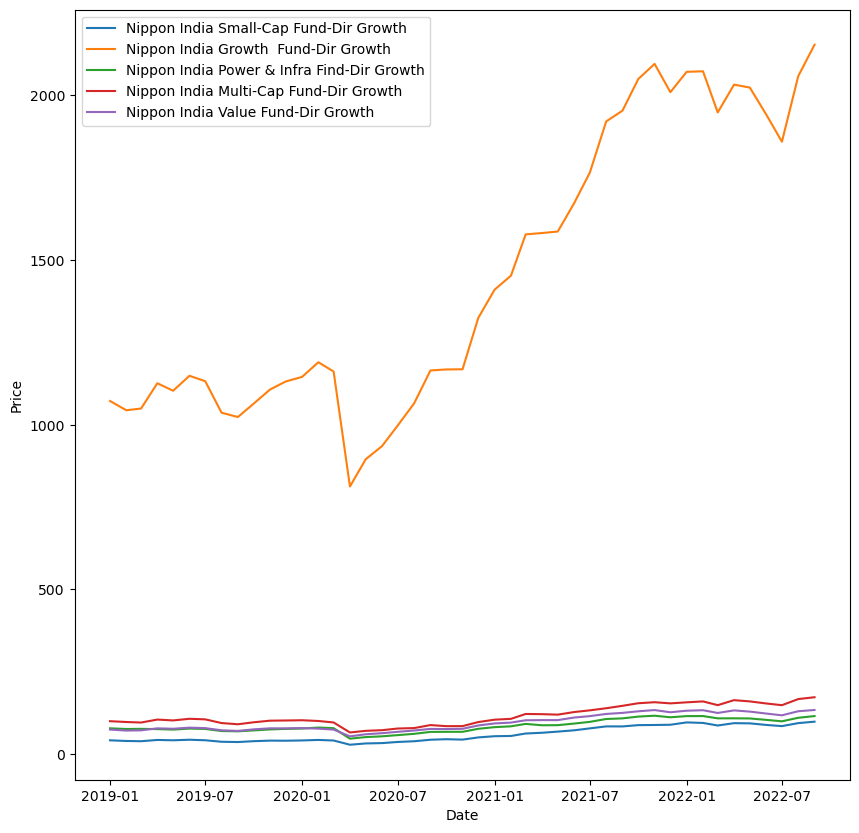 Nippon India Small-Cap Fund-Dir Growth
Nippon India Growth  Fund-Dir Growth
Nippon India Power & Infra Find-Dir Growth
Nippon India Multi-Cap Fund-Dir Growth
Nippon India Value Fund-Dir Growth
2000
1500
1000
500
0
Price
2019-01 2019-07 2020-01 2020-07 2021-01 2021-07 2022-01 2022-07
Date